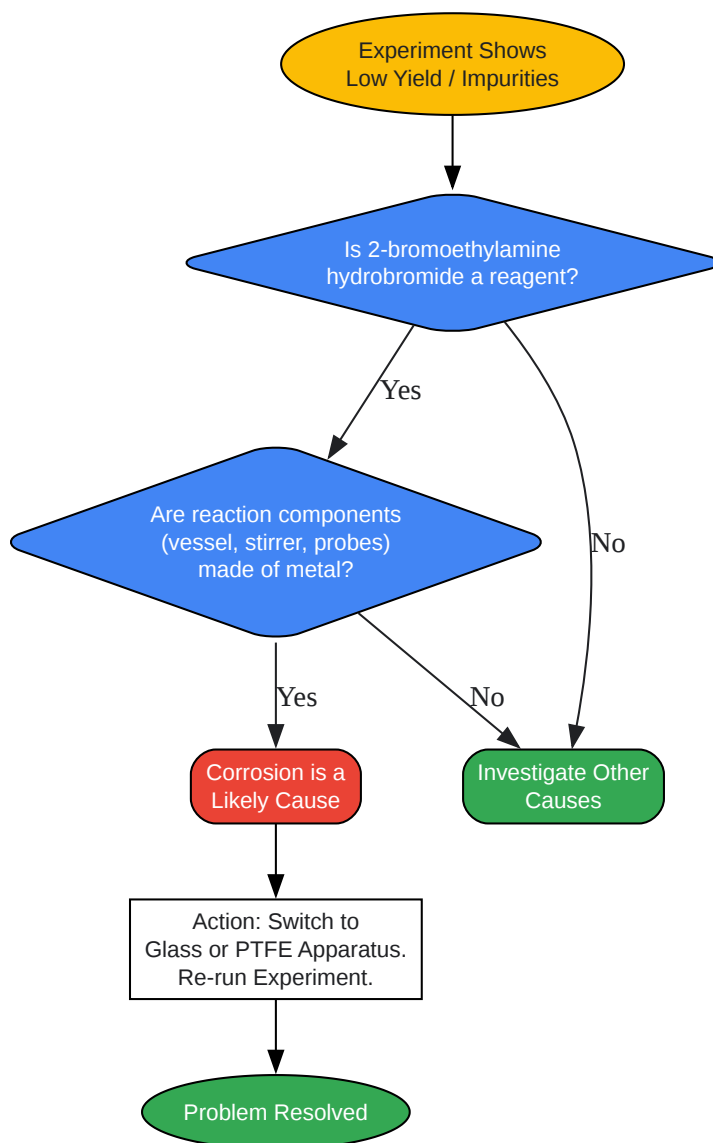 Experiment Shows
Low Yield / Impurities
Is 2-bromoethylamine
hydrobromide a reagent?
Yes
No
Are reaction components
(vessel, stirrer, probes)
made of metal?
Yes
No
Corrosion is a
Likely Cause
Investigate Other
Causes
Action: Switch to
Glass or PTFE Apparatus.
Re-run Experiment.
Problem Resolved